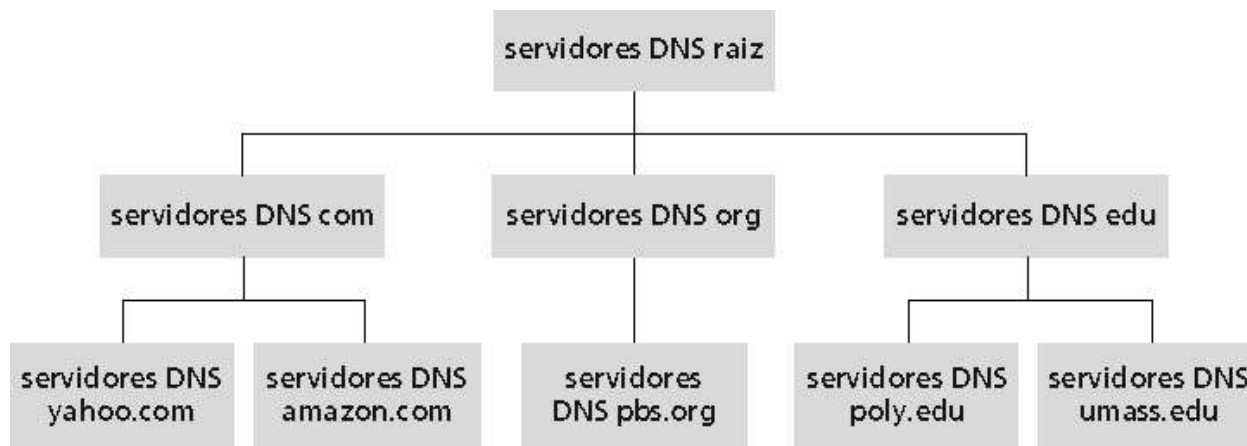 servidores DNS raiz
servidores DNS com
servidores DNS org
servidores DNS edu
servidores DNS
yahoo.com
servidores DNS
amazon.com
servidores
DNS pbs.org
servidores DNS
poly.edu
servidores DNS
umass.edu